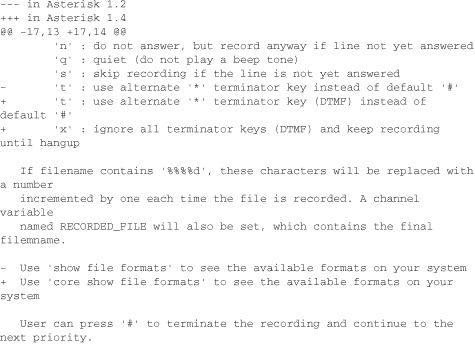 --- in Asterisk 1.2
+++ in Asterisk 1.4
@@ -17,13 +17,14 @@
'n' : do not answer, but record anyway if line not yet answered
'q' : quiet (do not play a beep tone)
's' : skip recording if the line is not yet answered
- 't' : use alternate '*' terminator key instead of default '#'
+ 't' : use alternate '*' terminator key (DTMF) instead of
default '#'
+ 'x' : ignore all terminator keys (DTMF) and keep recording
until hangup
If filename contains '%%%%d', these characters will be replaced with
a number
incremented by one each time the file is recorded. A channel
variable
named RECORDED_FILE will also be set, which contains the final
filemname.
- Use 'show file formats' to see the available formats on your system
+ Use 'core show file formats' to see the available formats on your
system
User can press '#' to terminate the recording and continue to the
next priority.